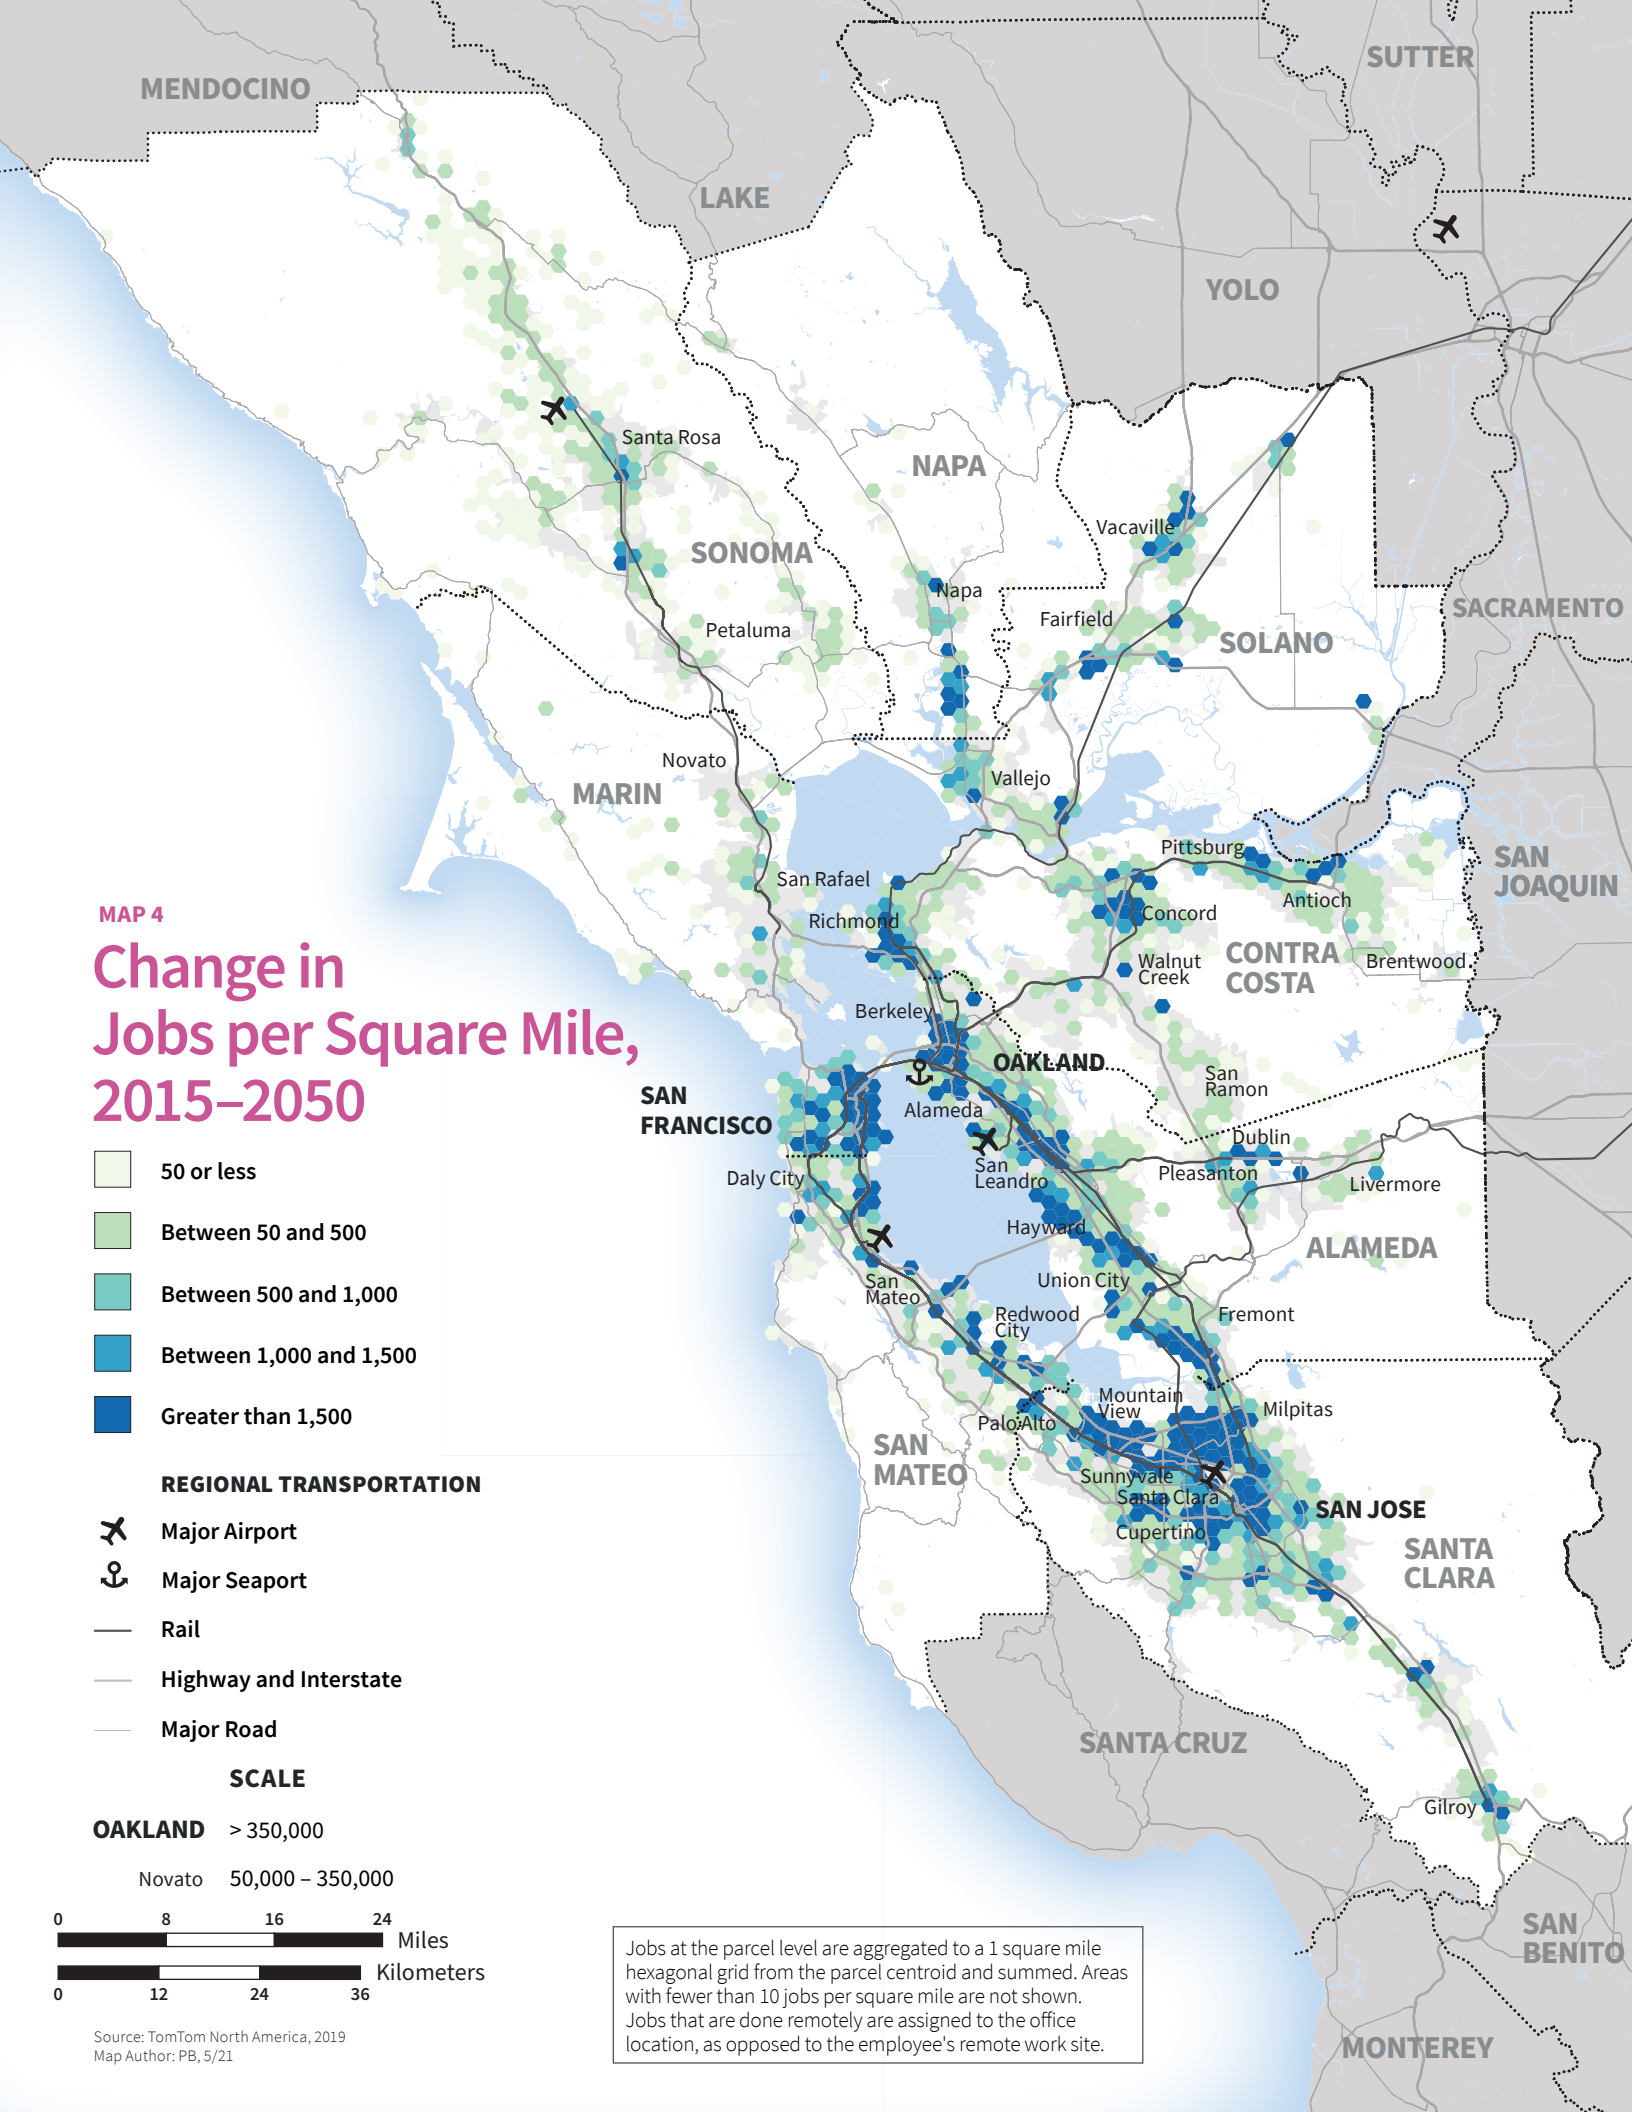 MENDOCINO
SUTTER
LAKE
YOLO
Santa Rosa
NAPA
Vacaville
SONOMA
Napa
SACRAMENTO
Fairfield
Petaluma
SOLANO
Novato
Vallejo
MARIN
Pittsburg
SAN
JOAQUIN
San Rafael
Antioch
Richmond
Concord
CONTRA
COSTA
Walnut
Creek
Brentwood
Berkeley
OAKLAND
San
Ramon
SAN
FRANCISCO
Alameda
Dublin
San
Leandro
Pleasanton
Daly City
Livermore
Hayward
ALAMEDA
San
Mateo
Union City
Redwood
City
Fremont
Mountain
View
Milpitas
Palo Alto
SAN
MATEO
Sunnyvale
Santa Clara
SAN JOSE
Cupertino
SANTA
CLARA
SANTA CRUZ
Gilroy
SAN
BENITO
MONTEREY
MAP 4
Change in
Jobs per Square Mile,
2015–2050
50 or less
Between 50 and 500
Between 500 and 1,000
Between 1,000 and 1,500
Greater than 1,500
REGIONAL TRANSPORTATION
Major Airport
Major Seaport
Rail
Highway and Interstate
Major Road
SCALE
OAKLAND > 350,000
Novato 50,000 – 350,000
0 8 16 24
Miles
Kilometers
0 12 24 36
Source: TomTom North America, 2019
Map Author: PB, 5/21
Jobs at the parcel level are aggregated to a 1 square mile
hexagonal grid from the parcel centroid and summed. Areas
with fewer than 10 jobs per square mile are not shown.
Jobs that are done remotely are assigned to the office
location, as opposed to the employee's remote work site.